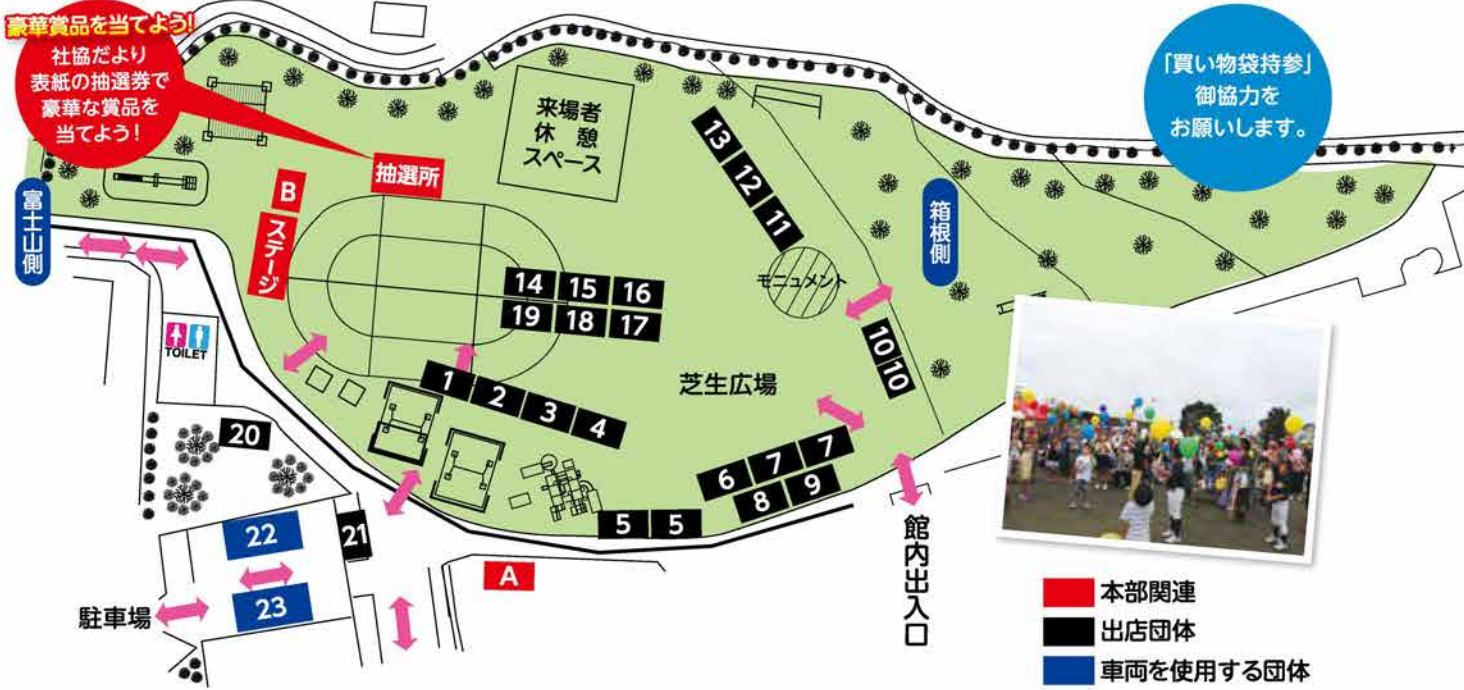 豪華賞品を当てよう!
社協だより
表紙の抽選券で
豪華な賞品を
当てよう!
「買い物袋持参」
御協力を
お願いします。
来場者
休憩
スペース
抽選所
B
ステージ
富士山側
箱根側
13
12
11
モニュメント
14 15 16
19 18 17
10
10
TOILET
1
2
3
4
芝生広場
20
6 7 7
8 9
5 5
21
22
23
駐車場
A
館内出入口
本部関連
出店団体
車両を使用する団体